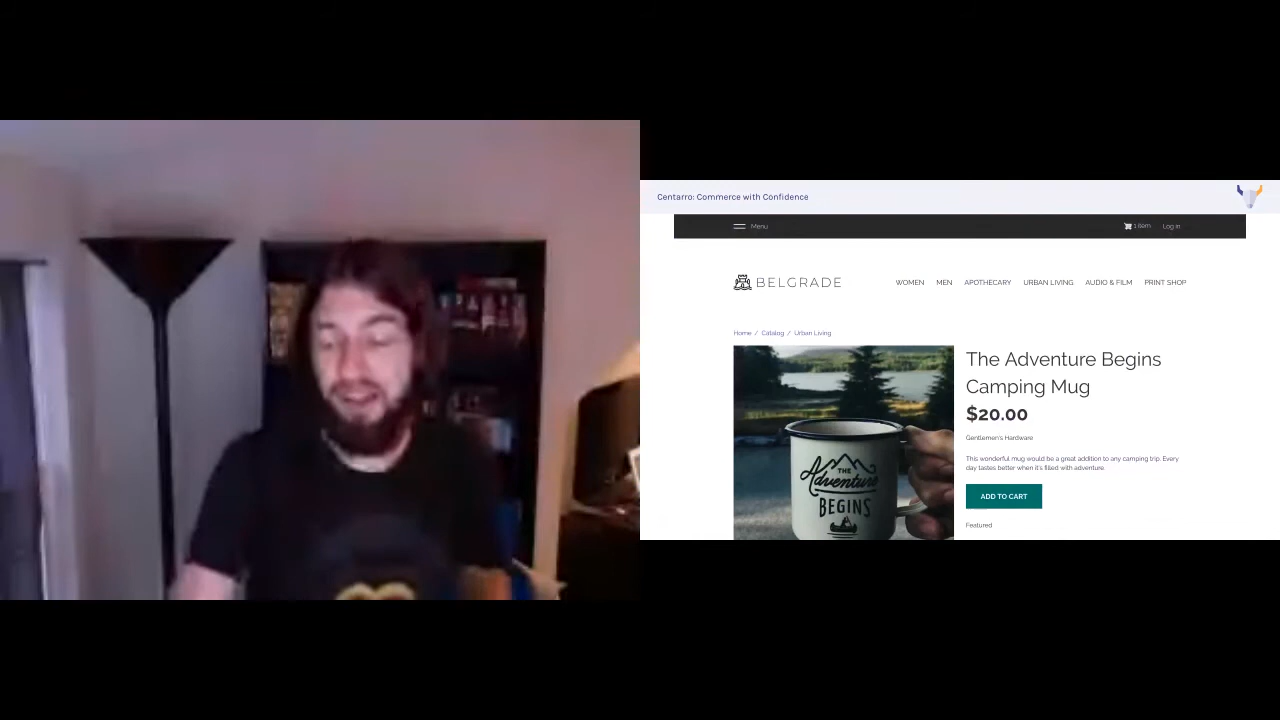 Centarro: Commerce with Confidence
Menu
1 item
Log in
BELGRADE
WOMEN MEN APOTHECARY URBAN LIVING AUDIO & FILM PRINT SHOP
Home / Catalog / Urban Living
The Adventure Begins
Camping Mug
$20.00
Gentlemen's Hardware
This wonderful mug would be a great addition to any camping trip. Every
day tastes better when it's filled with adventure.
ADD TO CART
Featured
THE
Adventure
BEGINS